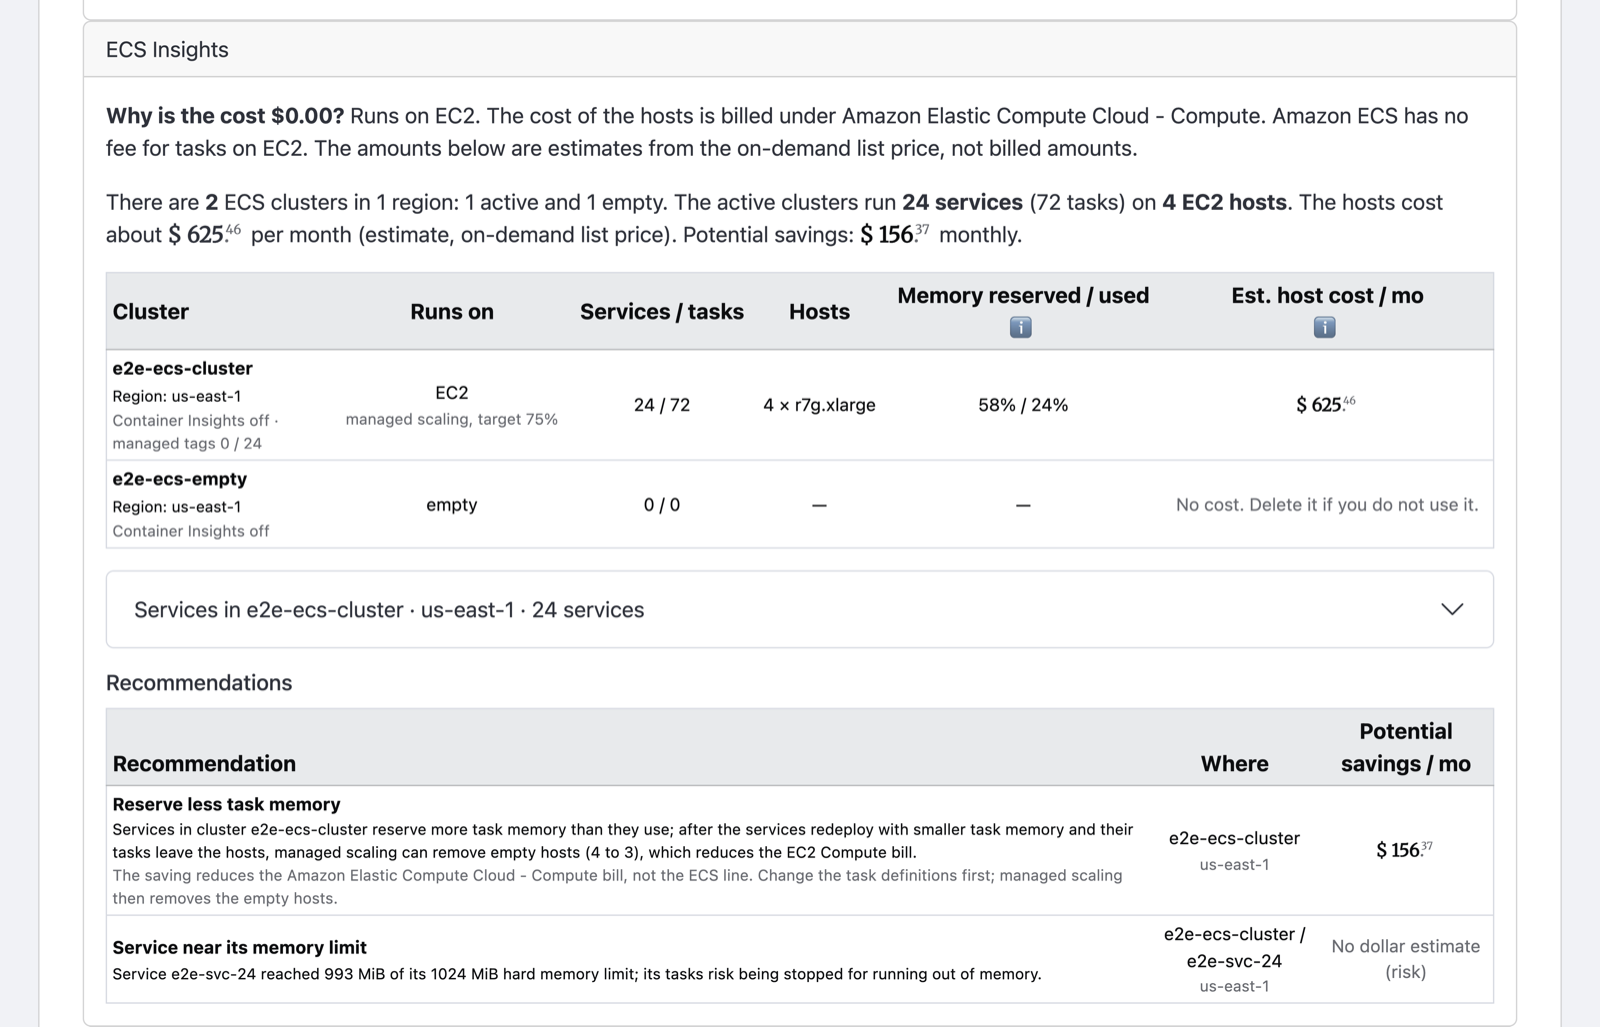 ECS Insights
Why is the cost $0.00? Runs on EC2. The cost of the hosts is billed under Amazon Elastic Compute Cloud - Compute. Amazon ECS has no
fee for tasks on EC2. The amounts below are estimates from the on-demand list price, not billed amounts.
There are 2 ECS clusters in 1 region: 1 active and 1 empty. The active clusters run 24 services (72 tasks) on 4 EC2 hosts. The hosts cost
about $ 625.46 per month (estimate, on-demand list price). Potential savings: $ 156.37 monthly.
Cluster Runs on Services / tasks Hosts Memory reserved / used Est. host cost / mo
e2e-ecs-cluster
Region: us-east-1
Container Insights off ·
managed tags 0 / 24
EC2
managed scaling, target 75%
24 / 72
4 × r7g.xlarge
58% / 24%
$ 625.46
e2e-ecs-empty
Region: us-east-1
Container Insights off
empty
0 / 0
—
—
No cost. Delete it if you do not use it.
Services in e2e-ecs-cluster · us-east-1 · 24 services
Recommendations
Recommendation Where Potential
savings / mo
Reserve less task memory
Services in cluster e2e-ecs-cluster reserve more task memory than they use; after the services redeploy with smaller task memory and their
tasks leave the hosts, managed scaling can remove empty hosts (4 to 3), which reduces the EC2 Compute bill.
The saving reduces the Amazon Elastic Compute Cloud - Compute bill, not the ECS line. Change the task definitions first; managed scaling
then removes the empty hosts.
e2e-ecs-cluster
us-east-1
$ 156.37
Service near its memory limit
Service e2e-svc-24 reached 993 MiB of its 1024 MiB hard memory limit; its tasks risk being stopped for running out of memory.
e2e-ecs-cluster /
e2e-svc-24
us-east-1
No dollar estimate
(risk)